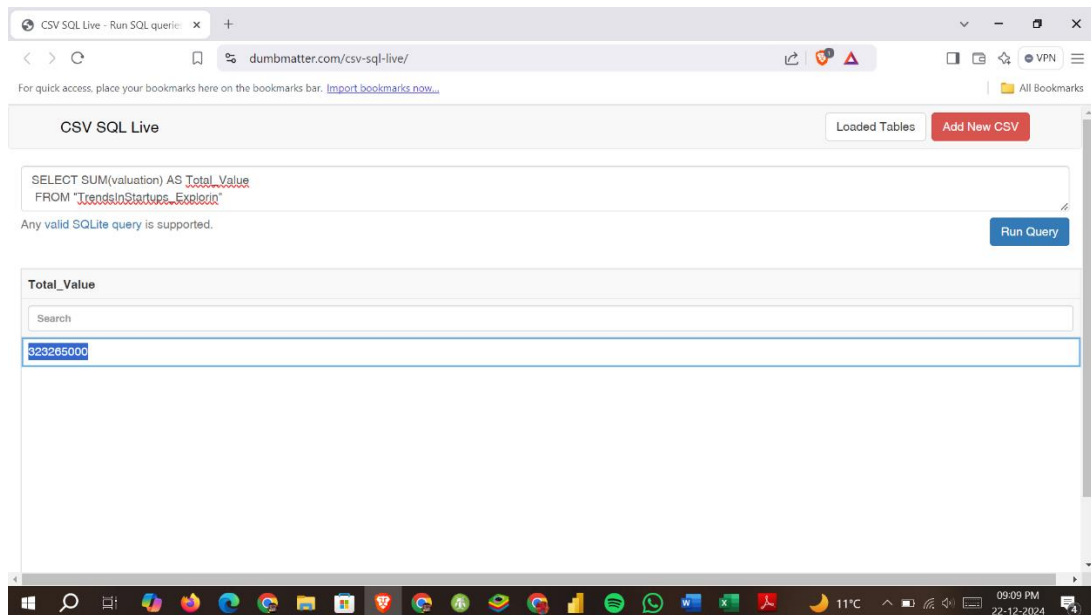 CSV SQL Live - Run SQL querie
dumbmatter.com/csv-sql-live/
VPN
For quick access, place your bookmarks here on the bookmarks bar. Import bookmarks now...
All Bookmarks
CSV SQL Live
Loaded Tables
Add New CSV
SELECT SUM(valuation) AS Total_Value
FROM "TrendsInStartups_Explorin"
Any valid SQLite query is supported.
Run Query
Total_Value
Search
323265000
11°C
09:09 PM
22-12-2024